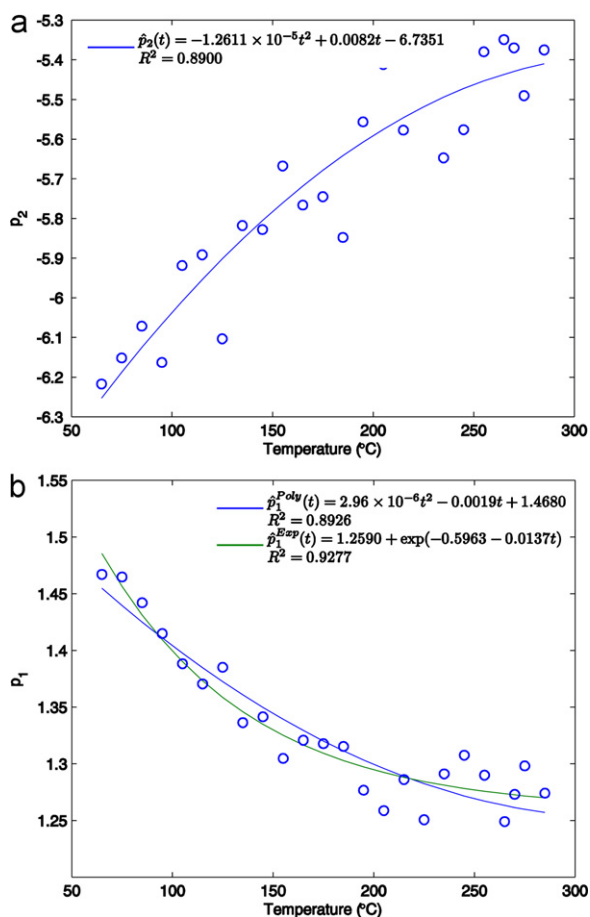 a
p̂₂(t) = −1.2611 × 10⁻⁵t² + 0.0082t − 6.7351
R² = 0.8900
-5.3
-5.4
-5.5
-5.6
-5.7
-5.8
-5.9
-6
-6.1
-6.2
-6.3
p₂
50 100 150 200 250 300
Temperature (°C)
b
p̂₁ᴾᵒˡʸ(t) = 2.96 × 10⁻⁶t² − 0.0019t + 1.4680
R² = 0.8926
p̂₁ᴱˣᵖ(t) = 1.2590 + exp(−0.5963 − 0.0137t)
R² = 0.9277
1.55
1.5
1.45
1.4
1.35
1.3
1.25
p₁
50 100 150 200 250 300
Temperature (°C)